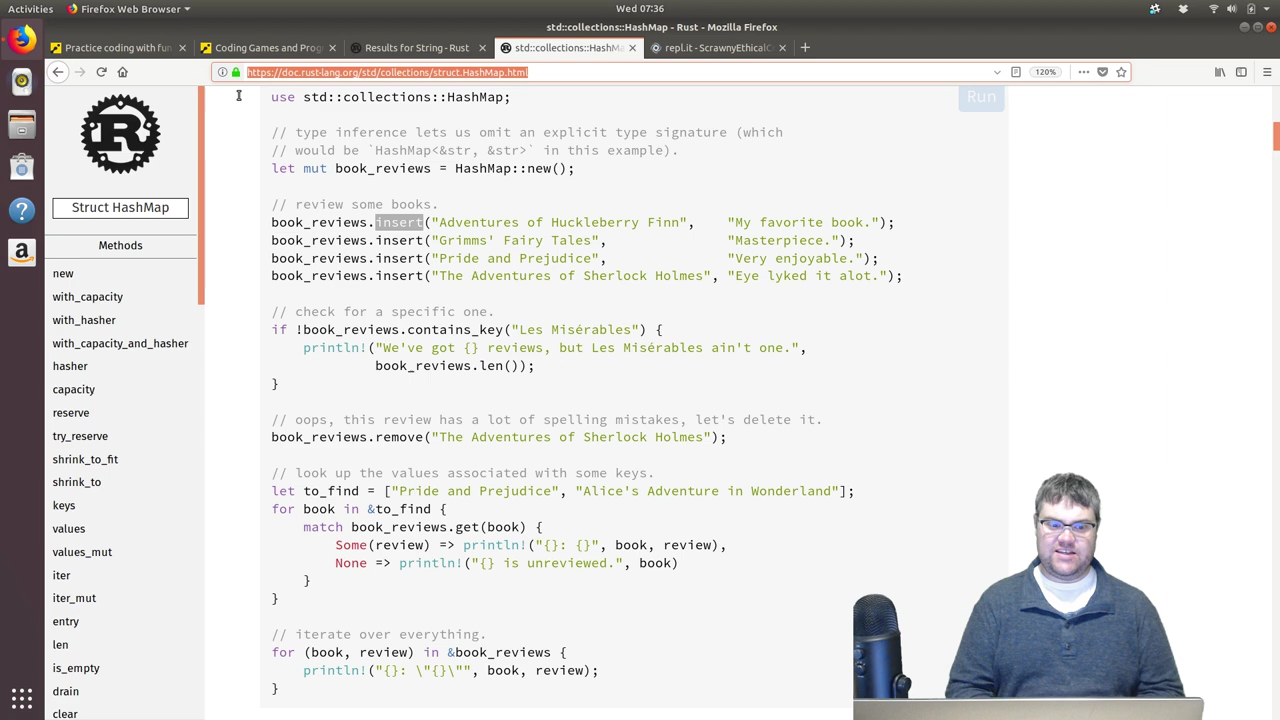 Activities
Firefox Web Browser
Wed 07:36
std::collections::HashMap - Rust - Mozilla Firefox
Practice coding with fun
Coding Games and Prog
Results for String - Rust
std::collections::HashMa
repl.it - ScrawnyEthicalC
https://doc.rust-lang.org/std/collections/struct.HashMap.html
120%
Struct HashMap
Methods
new
with_capacity
with_hasher
with_capacity_and_hasher
hasher
capacity
reserve
try_reserve
shrink_to_fit
shrink_to
keys
values
values_mut
iter
iter_mut
entry
len
is_empty
drain
clear
Run
use std::collections::HashMap;
// type inference lets us omit an explicit type signature (which
// would be `HashMap<&str, &str>` in this example).
let mut book_reviews = HashMap::new();
// review some books.
book_reviews.insert("Adventures of Huckleberry Finn",    "My favorite book.");
book_reviews.insert("Grimms' Fairy Tales",               "Masterpiece.");
book_reviews.insert("Pride and Prejudice",               "Very enjoyable.");
book_reviews.insert("The Adventures of Sherlock Holmes", "Eye lyked it alot.");
// check for a specific one.
if !book_reviews.contains_key("Les Misérables") {
    println!("We've got {} reviews, but Les Misérables ain't one.",
             book_reviews.len());
}
// oops, this review has a lot of spelling mistakes, let's delete it.
book_reviews.remove("The Adventures of Sherlock Holmes");
// look up the values associated with some keys.
let to_find = ["Pride and Prejudice", "Alice's Adventure in Wonderland"];
for book in &to_find {
    match book_reviews.get(book) {
        Some(review) => println!("{}: {}", book, review),
        None => println!("{} is unreviewed.", book)
    }
}
// iterate over everything.
for (book, review) in &book_reviews {
    println!("{}: \"{}\"", book, review);
}